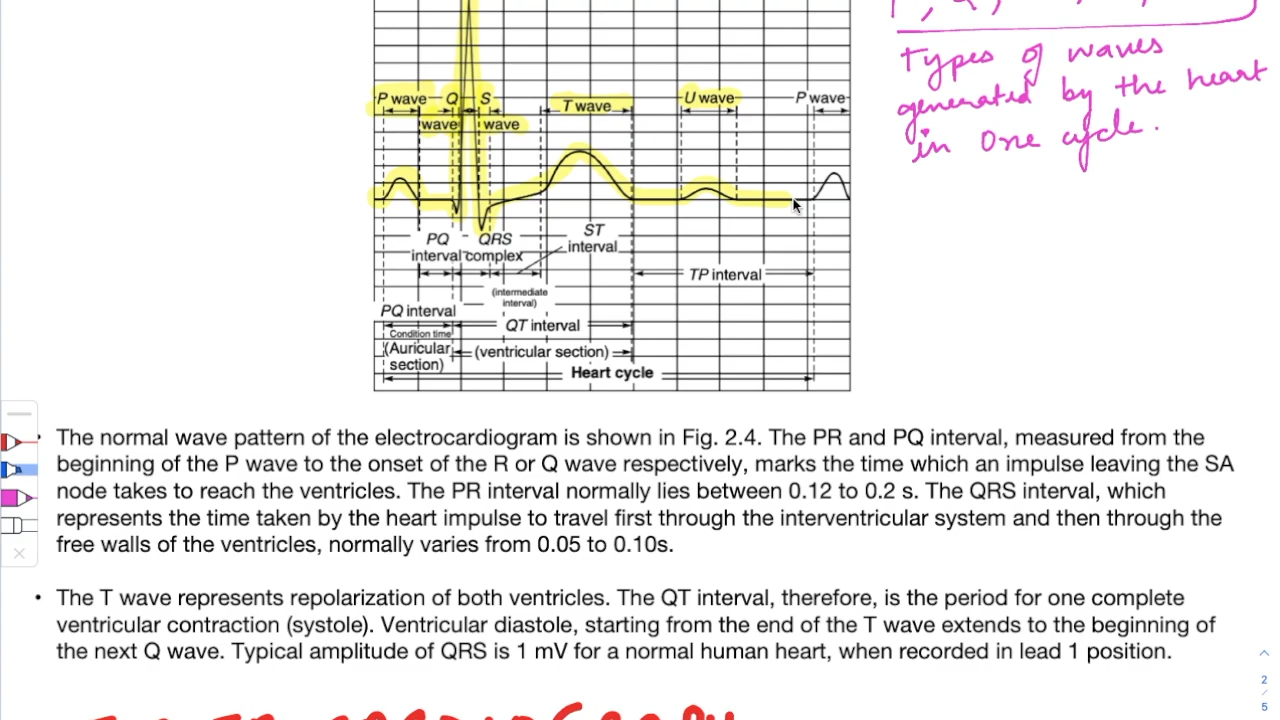 Types of waves
generated by the heart
in one cycle.
P wave Q S T wave U wave P wave
wave wave
PQ QRS ST
interval complex interval
TP interval
(intermediate
interval)
PQ interval
QT interval
Condition time
(Auricular (ventricular section)
section)
Heart cycle
• The normal wave pattern of the electrocardiogram is shown in Fig. 2.4. The PR and PQ interval, measured from the
beginning of the P wave to the onset of the R or Q wave respectively, marks the time which an impulse leaving the SA
node takes to reach the ventricles. The PR interval normally lies between 0.12 to 0.2 s. The QRS interval, which
represents the time taken by the heart impulse to travel first through the interventricular system and then through the
free walls of the ventricles, normally varies from 0.05 to 0.10s.
• The T wave represents repolarization of both ventricles. The QT interval, therefore, is the period for one complete
ventricular contraction (systole). Ventricular diastole, starting from the end of the T wave extends to the beginning of
the next Q wave. Typical amplitude of QRS is 1 mV for a normal human heart, when recorded in lead 1 position.
2
/
5